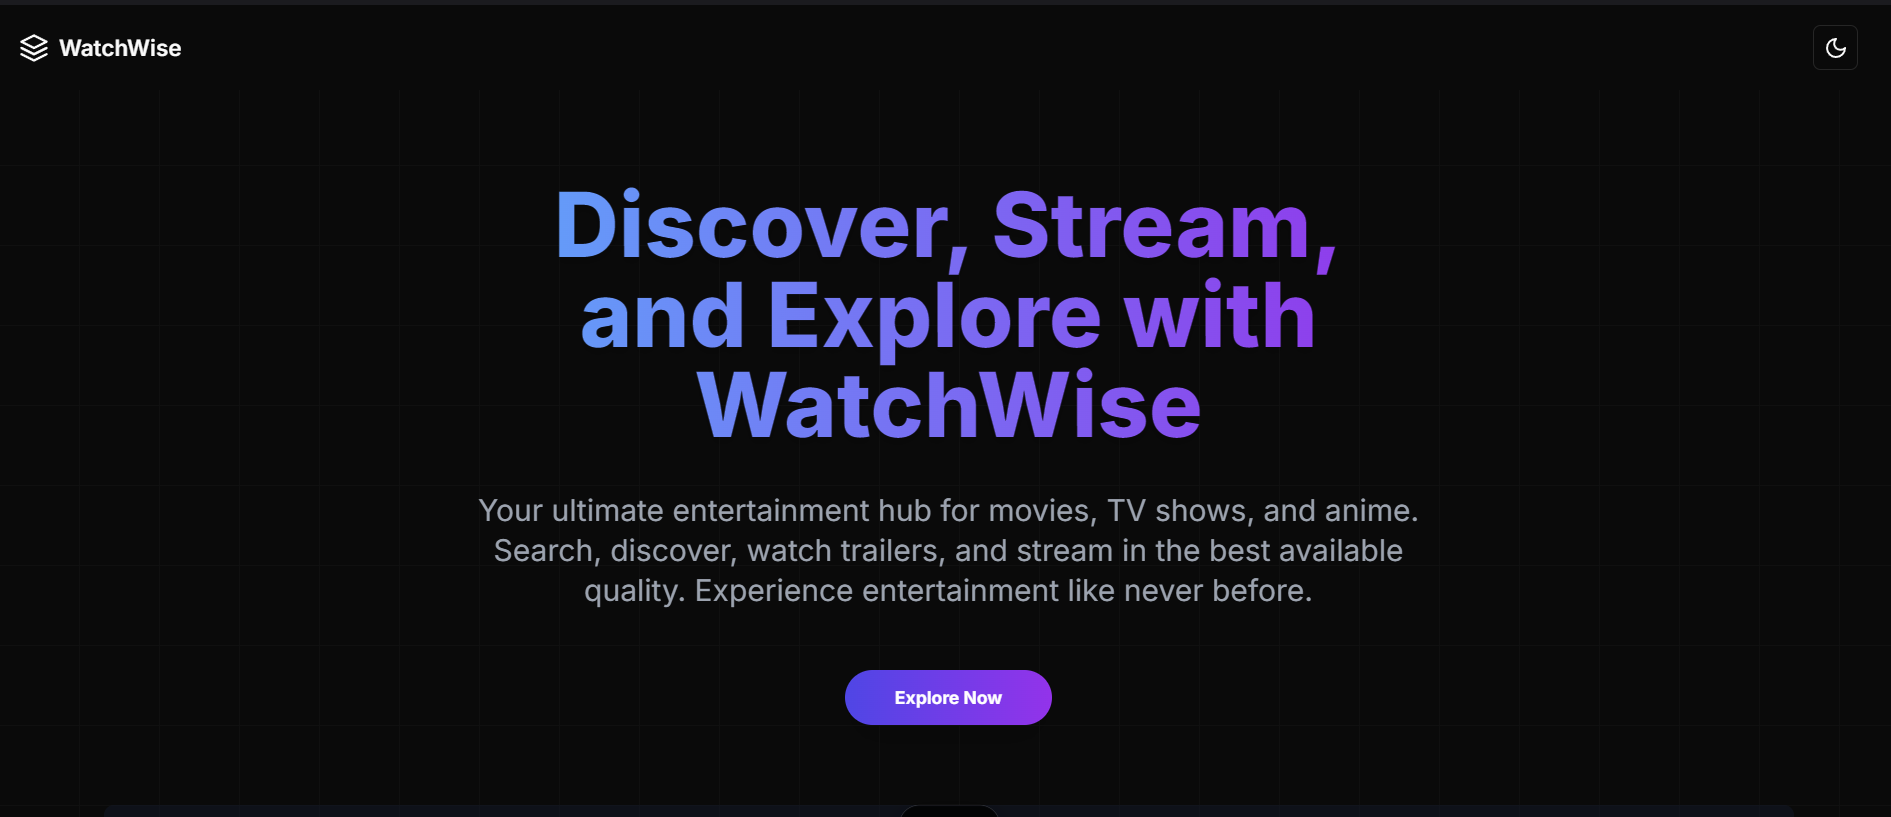 WatchWise
Discover, Stream,
and Explore with
WatchWise
Your ultimate entertainment hub for movies, TV shows, and anime.
Search, discover, watch trailers, and stream in the best available
quality. Experience entertainment like never before.
Explore Now